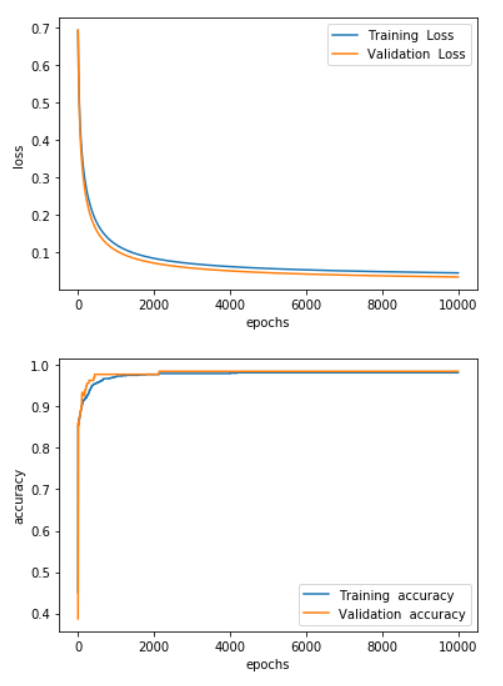 0.7
0.6
0.5
0.4
0.3
0.2
0.1
loss
Training Loss
Validation Loss
0 2000 4000 6000 8000 10000
epochs
1.0
0.9
0.8
0.7
0.6
0.5
0.4
accuracy
Training accuracy
Validation accuracy
0 2000 4000 6000 8000 10000
epochs